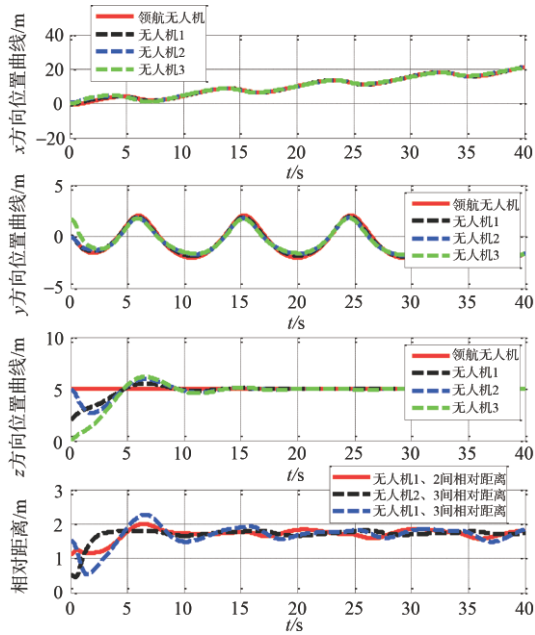 领航无人机
无人机1
无人机2
无人机3
x方向位置曲线/m
40
20
0
−20
0 5 10 15 20 25 30 35 40
t/s
领航无人机
无人机1
无人机2
无人机3
y方向位置曲线/m
5
0
−5
0 5 10 15 20 25 30 35 40
t/s
领航无人机
无人机1
无人机2
无人机3
z方向位置曲线/m
10
5
0
0 5 10 15 20 25 30 35 40
t/s
无人机1、2间相对距离
无人机2、3间相对距离
无人机1、3间相对距离
相对距离/m
3
2
1
0
0 5 10 15 20 25 30 35 40
t/s